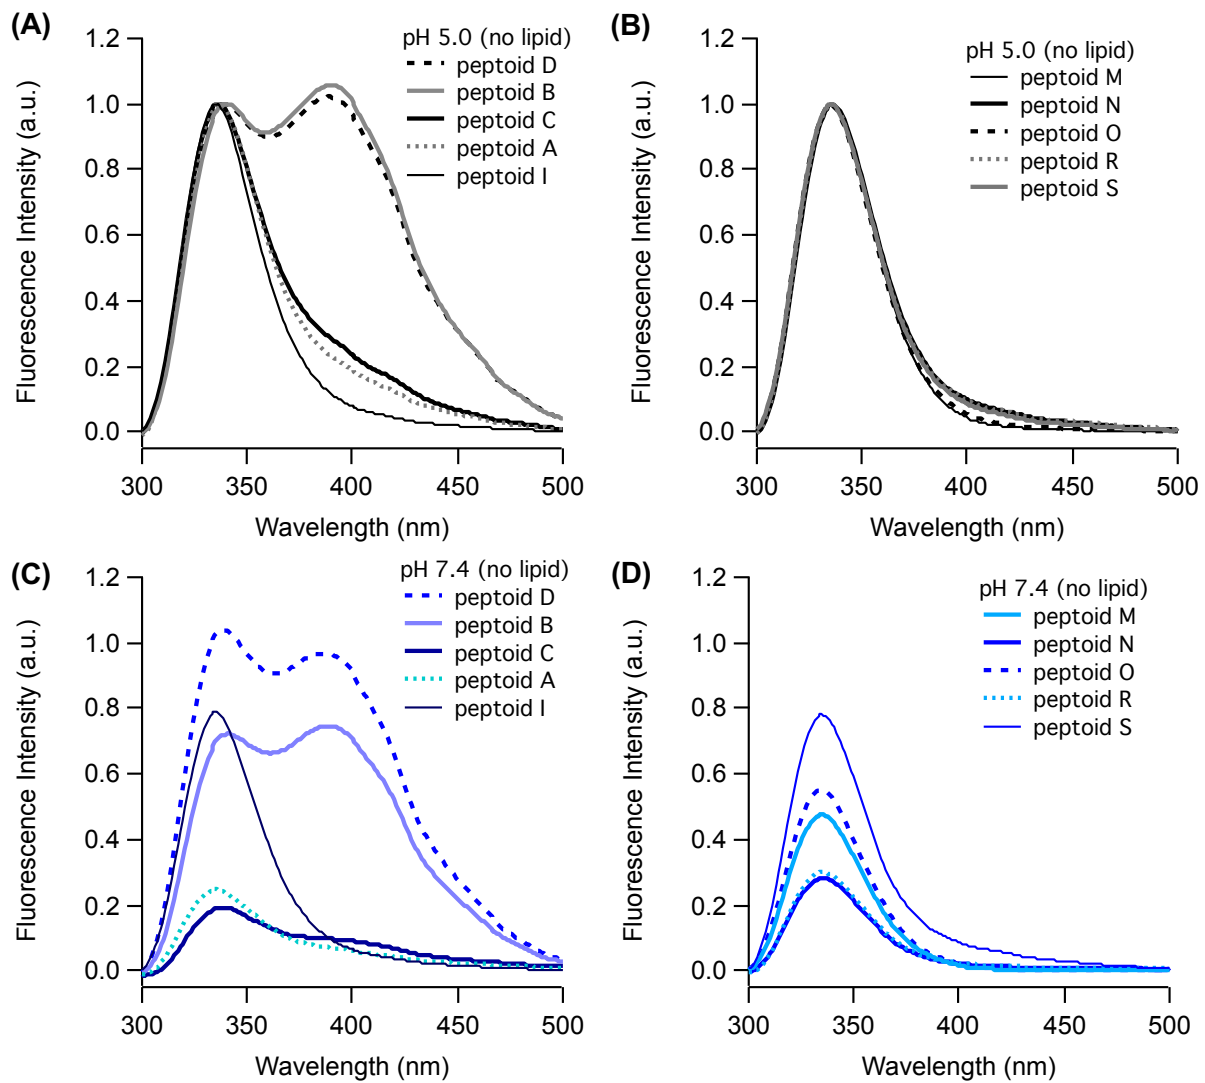 (A)
Fluorescence Intensity (a.u.)
1.2
1.0
0.8
0.6
0.4
0.2
0.0
pH 5.0 (no lipid)
peptoid D
peptoid B
peptoid C
peptoid A
peptoid I
300 350 400 450 500
Wavelength (nm)
(B)
Fluorescence Intensity (a.u.)
1.2
1.0
0.8
0.6
0.4
0.2
0.0
pH 5.0 (no lipid)
peptoid M
peptoid N
peptoid O
peptoid R
peptoid S
300 350 400 450 500
Wavelength (nm)
(C)
Fluorescence Intensity (a.u.)
1.2
1.0
0.8
0.6
0.4
0.2
0.0
pH 7.4 (no lipid)
peptoid D
peptoid B
peptoid C
peptoid A
peptoid I
300 350 400 450 500
Wavelength (nm)
(D)
Fluorescence Intensity (a.u.)
1.2
1.0
0.8
0.6
0.4
0.2
0.0
pH 7.4 (no lipid)
peptoid M
peptoid N
peptoid O
peptoid R
peptoid S
300 350 400 450 500
Wavelength (nm)